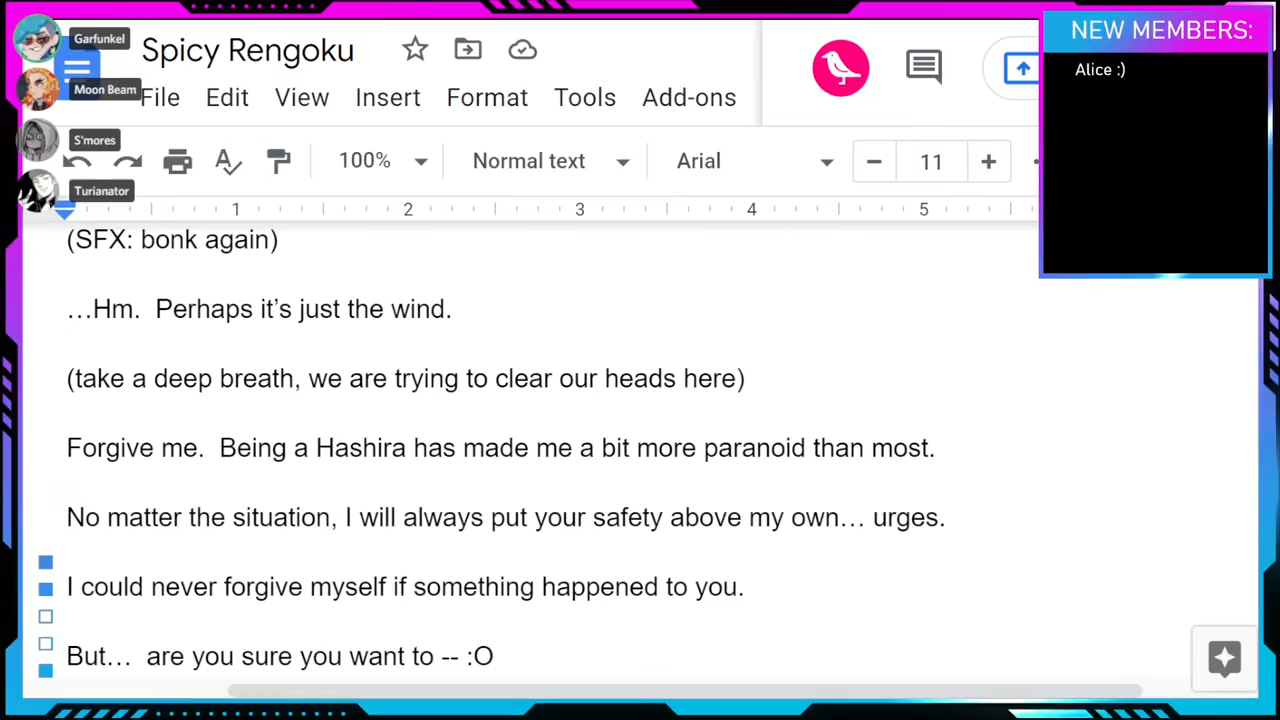 Garfunkel
Moon Beam
S'mores
Turianator
Spicy Rengoku
File Edit View Insert Format Tools Add-ons
100% Normal text Arial 11
1 2 3 4 5
NEW MEMBERS:
Alice :)
(SFX: bonk again)
…Hm.  Perhaps it’s just the wind.
(take a deep breath, we are trying to clear our heads here)
Forgive me.  Being a Hashira has made me a bit more paranoid than most.
No matter the situation, I will always put your safety above my own… urges.
I could never forgive myself if something happened to you.
But…  are you sure you want to -- :O